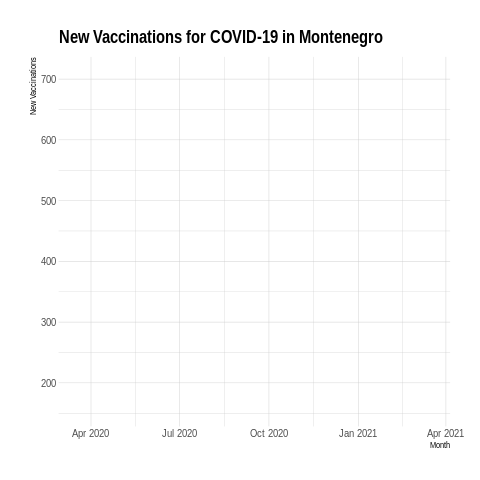 New Vaccinations for COVID-19 in Montenegro
New Vaccinations
700
600
500
400
300
200
Apr 2020 Jul 2020 Oct 2020 Jan 2021 Apr 2021
Month